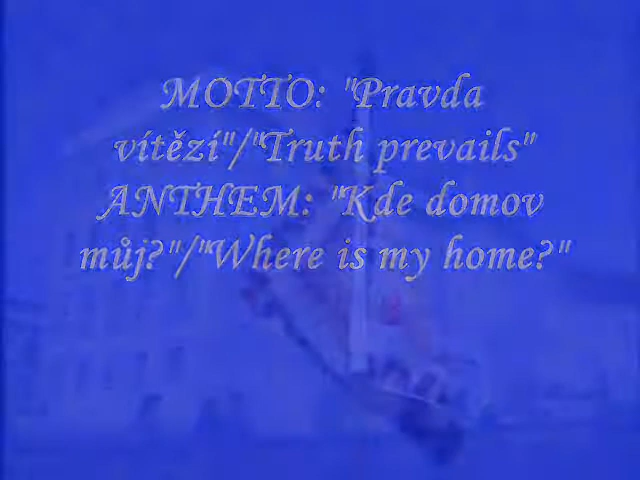 MOTTO: "Pravda
vítězí"/"Truth prevails"
ANTHEM: "Kde domov
můj?"/"Where is my home?"